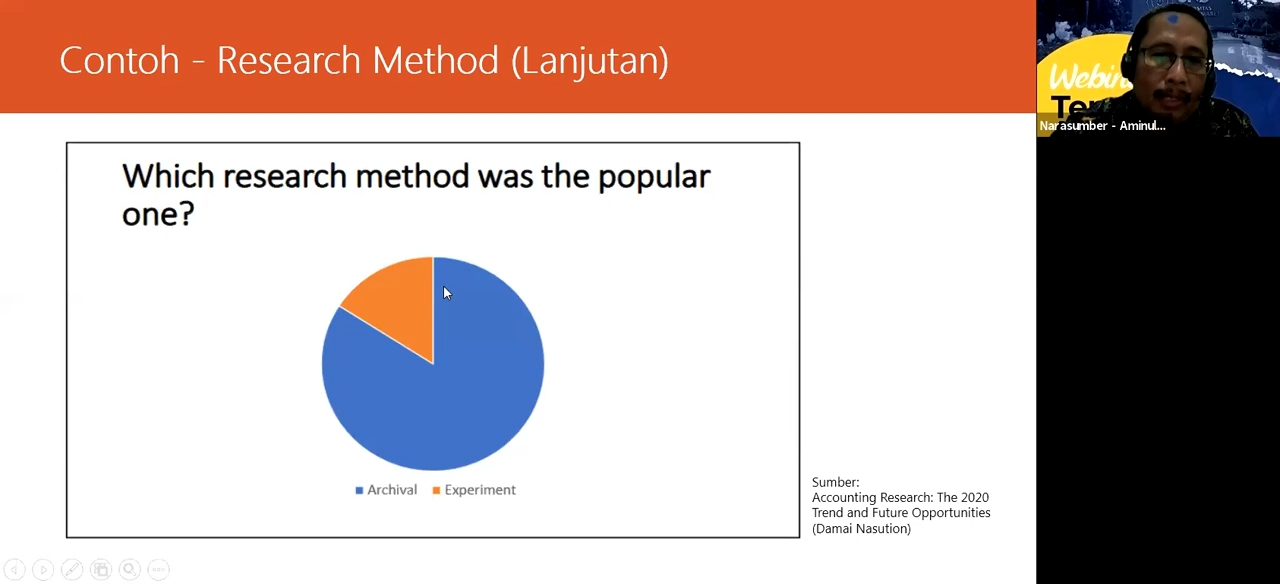 Contoh - Research Method (Lanjutan)
Which research method was the popular
one?
Archival Experiment
Sumber:
Accounting Research: The 2020
Trend and Future Opportunities
(Damai Nasution)
Narasumber - Aminul...